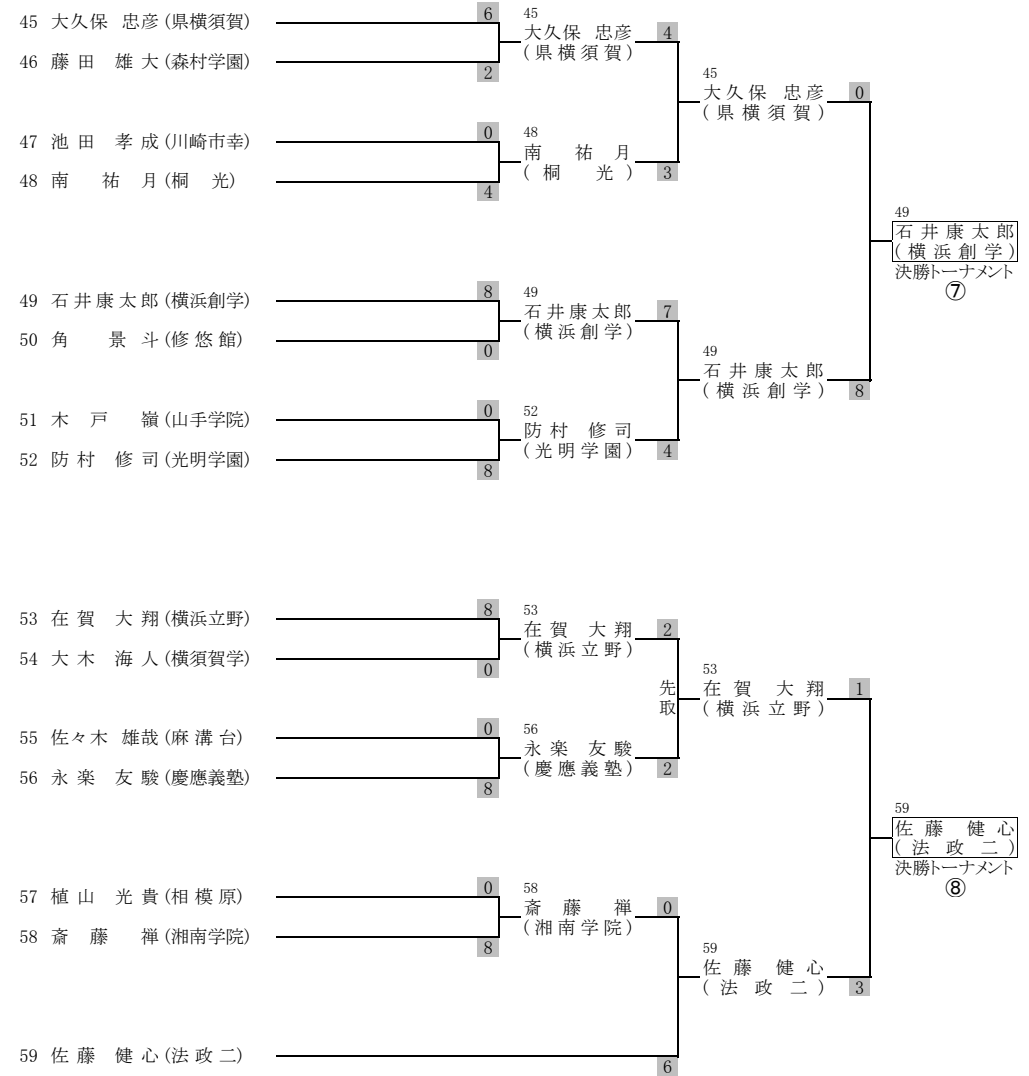 45 大久保 忠彦 (県横須賀)
6
46 藤田 雄大 (森村学園)
2
45
大久保 忠彦
(県横須賀)
4
47 池田 孝成 (川崎市幸)
0
48 南 祐月 (桐光)
4
48
南 祐月
(桐光)
3
45
大久保 忠彦
(県横須賀)
0
49 石井康太郎 (横浜創学)
8
50 角 景斗 (修悠館)
0
49
石井康太郎
(横浜創学)
7
51 木戸 嶺 (山手学院)
0
52 防村 修司 (光明学園)
8
52
防村 修司
(光明学園)
4
49
石井康太郎
(横浜創学)
8
49
石井康太郎
(横浜創学)
決勝トーナメント
⑦
53 在賀 大翔 (横浜立野)
8
54 大木 海人 (横須賀学)
0
53
在賀 大翔
(横浜立野)
2
55 佐々木 雄哉 (麻溝台)
0
56 永楽 友駿 (慶應義塾)
8
56
永楽 友駿
(慶應義塾)
2
先取
53
在賀 大翔
(横浜立野)
1
57 植山 光貴 (相模原)
0
58 斎藤 禅 (湘南学院)
8
58
斎藤 禅
(湘南学院)
0
59 佐藤 健心 (法政二)
6
59
佐藤 健心
(法政二)
3
59
佐藤 健心
(法政二)
決勝トーナメント
⑧